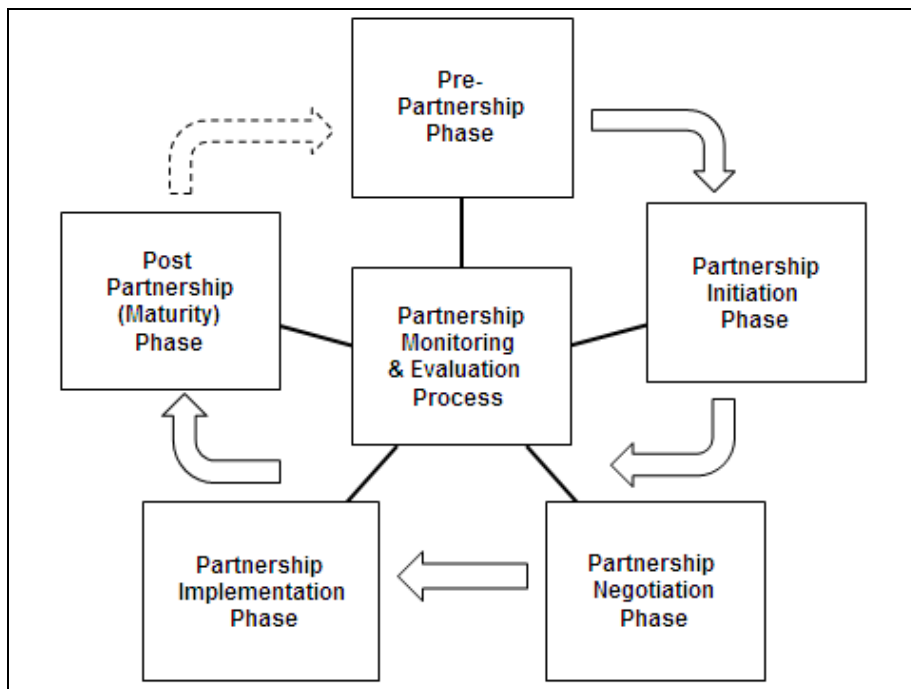 Pre-
Partnership
Phase
Partnership
Initiation
Phase
Post
Partnership
(Maturity)
Phase
Partnership
Monitoring
& Evaluation
Process
Partnership
Implementation
Phase
Partnership
Negotiation
Phase